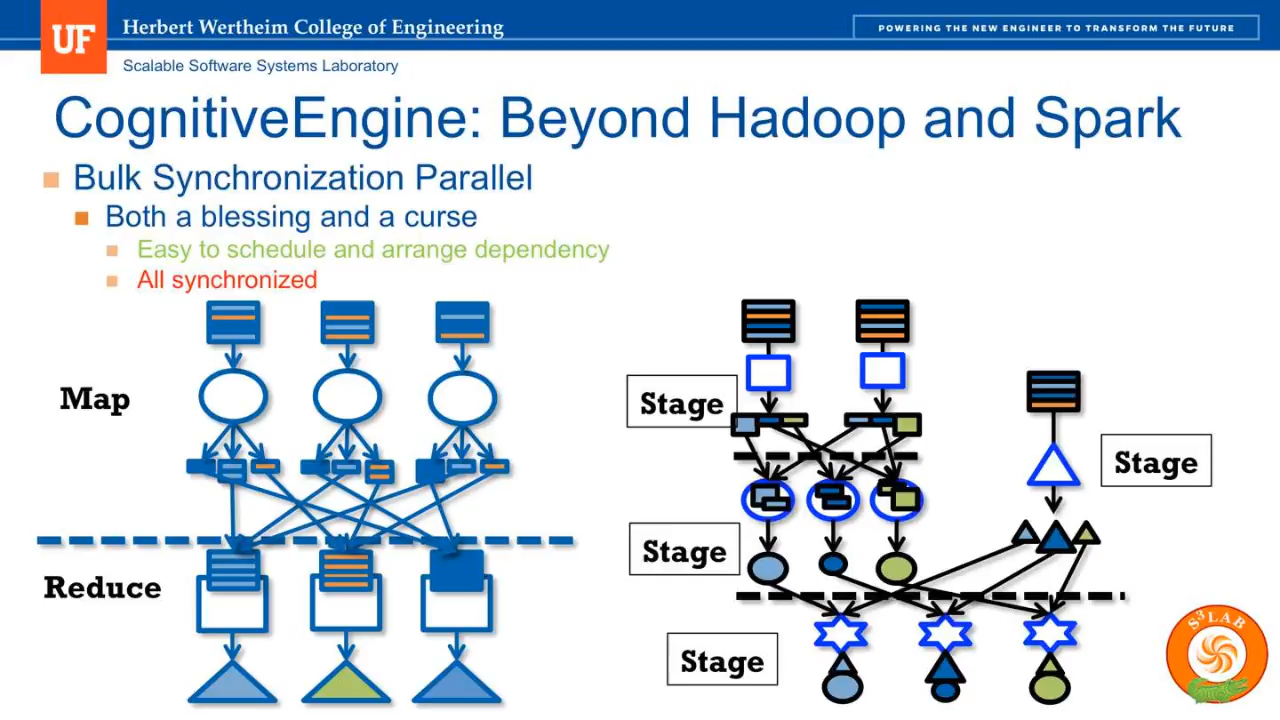 UF
Herbert Wertheim College of Engineering
POWERING THE NEW ENGINEER TO TRANSFORM THE FUTURE
Scalable Software Systems Laboratory
CognitiveEngine: Beyond Hadoop and Spark
Bulk Synchronization Parallel
Both a blessing and a curse
Easy to schedule and arrange dependency
All synchronized
Map
Reduce
Stage
Stage
Stage
Stage
S³LAB